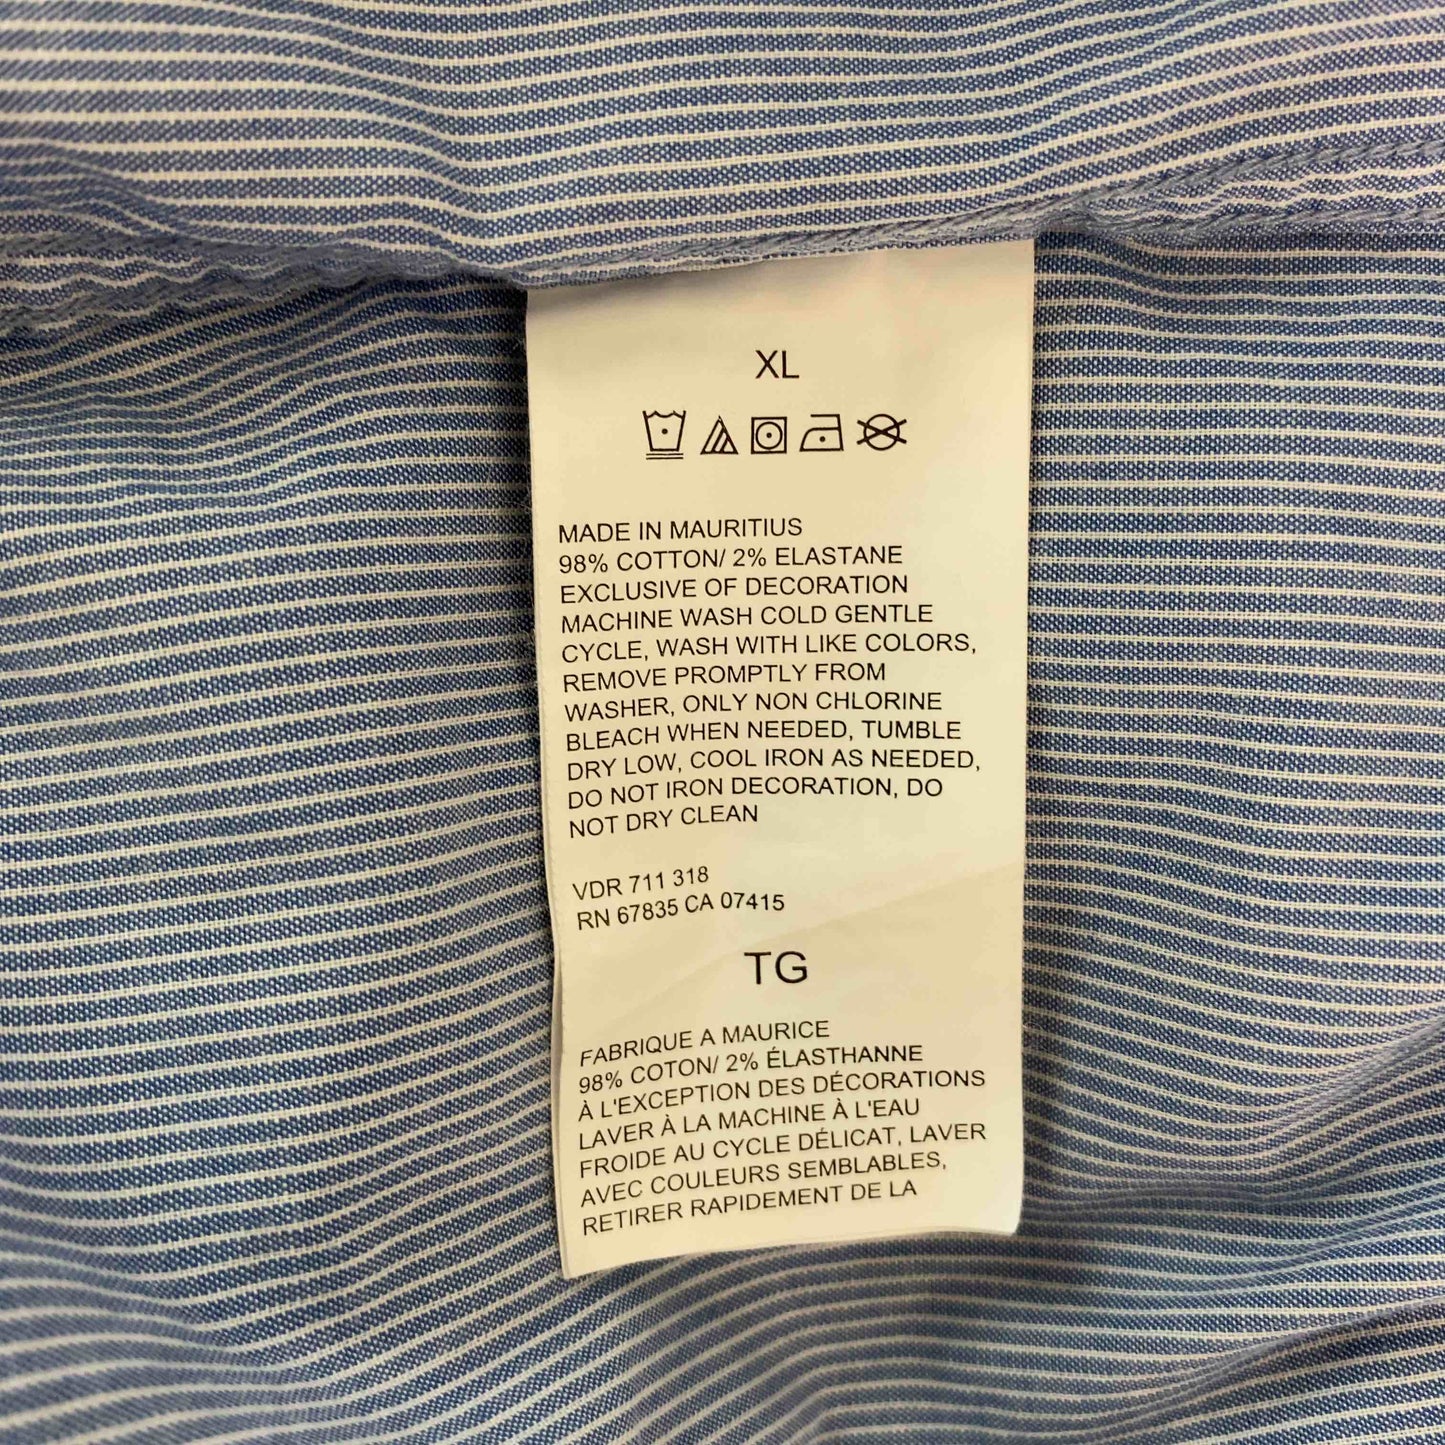 XL
MADE IN MAURITIUS
98% COTTON/ 2% ELASTANE
EXCLUSIVE OF DECORATION
MACHINE WASH COLD GENTLE
CYCLE, WASH WITH LIKE COLORS,
REMOVE PROMPTLY FROM
WASHER, ONLY NON CHLORINE
BLEACH WHEN NEEDED, TUMBLE
DRY LOW, COOL IRON AS NEEDED,
DO NOT IRON DECORATION, DO
NOT DRY CLEAN
VDR 711 318
RN 67835 CA 07415
TG
FABRIQUE A MAURICE
98% COTON/ 2% ÉLASTHANNE
À L'EXCEPTION DES DÉCORATIONS
LAVER À LA MACHINE À L'EAU
FROIDE AU CYCLE DÉLICAT, LAVER
AVEC COULEURS SEMBLABLES,
RETIRER RAPIDEMENT DE LA